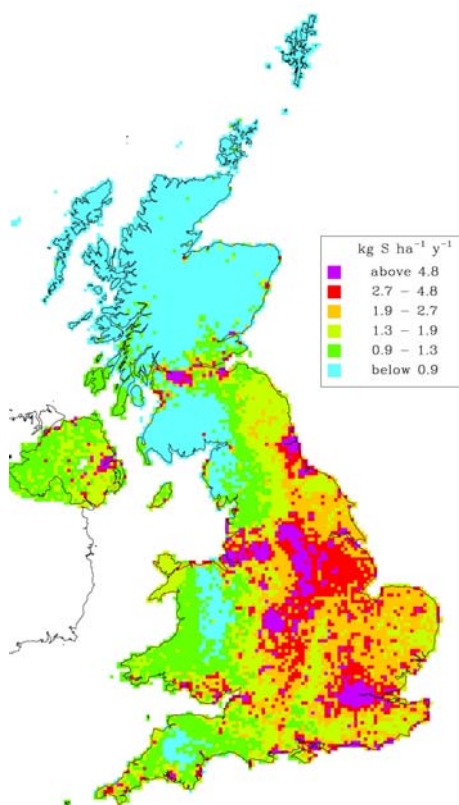 kg S ha⁻¹ y⁻¹
above 4.8
2.7 – 4.8
1.9 – 2.7
1.3 – 1.9
0.9 – 1.3
below 0.9